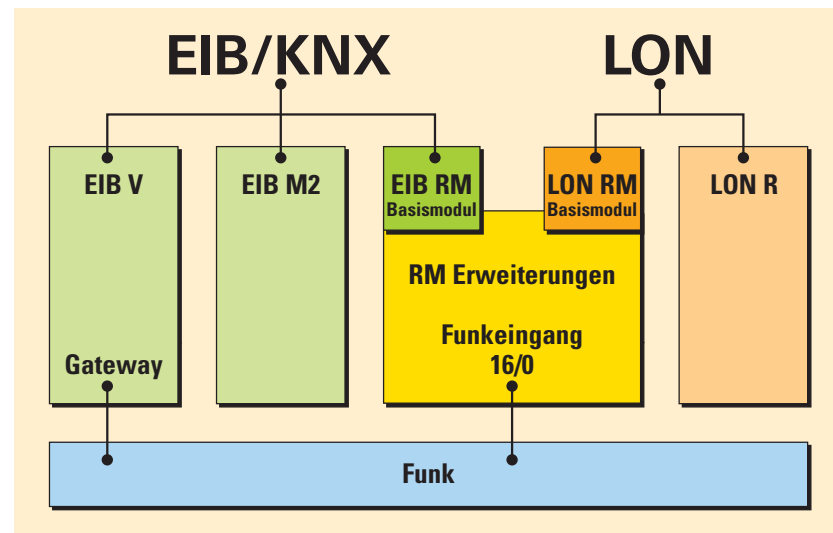 EIB/KNX
LON
EIB V
EIB M2
EIB RM
Basismodul
LON RM
Basismodul
LON R
RM Erweiterungen
Funkeingang
16/0
Gateway
Funk